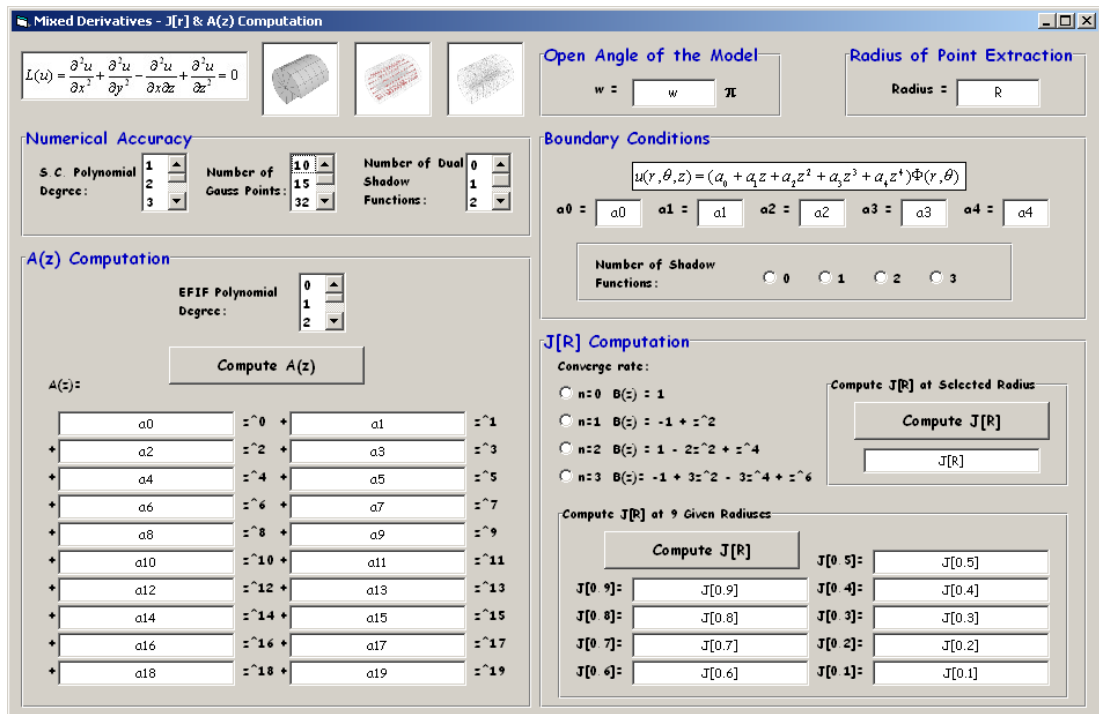 Mixed Derivatives - J[r] & A(z) Computation
L(u) = ∂²u/∂x² + ∂²u/∂y² − ∂²u/∂x∂z + ∂²u/∂z² = 0
Open Angle of the Model
w = w π
Radius of Point Extraction
Radius = R
Numerical Accuracy
S.C. Polynomial Degree:
1
2
3
Number of Gauss Points:
10
15
32
Number of Dual Shadow Functions:
0
1
2
Boundary Conditions
u(r,θ,z) = (a₀ + a₁z + a₂z² + a₃z³ + a₄z⁴)Φ(r,θ)
a0 = a0 a1 = a1 a2 = a2 a3 = a3 a4 = a4
Number of Shadow Functions:
0 1 2 3
A(z) Computation
EFIF Polynomial Degree:
0
1
2
Compute A(z)
A(z)=
a0 z^0 + a1 z^1
+ a2 z^2 + a3 z^3
+ a4 z^4 + a5 z^5
+ a6 z^6 + a7 z^7
+ a8 z^8 + a9 z^9
+ a10 z^10 + a11 z^11
+ a12 z^12 + a13 z^13
+ a14 z^14 + a15 z^15
+ a16 z^16 + a17 z^17
+ a18 z^18 + a19 z^19
J[R] Computation
Converge rate:
n=0 B(z) = 1
n=1 B(z) = -1 + z^2
n=2 B(z) = 1 - 2z^2 + z^4
n=3 B(z)= -1 + 3z^2 - 3z^4 + z^6
Compute J[R] at Selected Radius
Compute J[R]
J[R]
Compute J[R] at 9 Given Radiuses
Compute J[R]
J[0.9]= J[0.9]
J[0.8]= J[0.8]
J[0.7]= J[0.7]
J[0.6]= J[0.6]
J[0.5]= J[0.5]
J[0.4]= J[0.4]
J[0.3]= J[0.3]
J[0.2]= J[0.2]
J[0.1]= J[0.1]